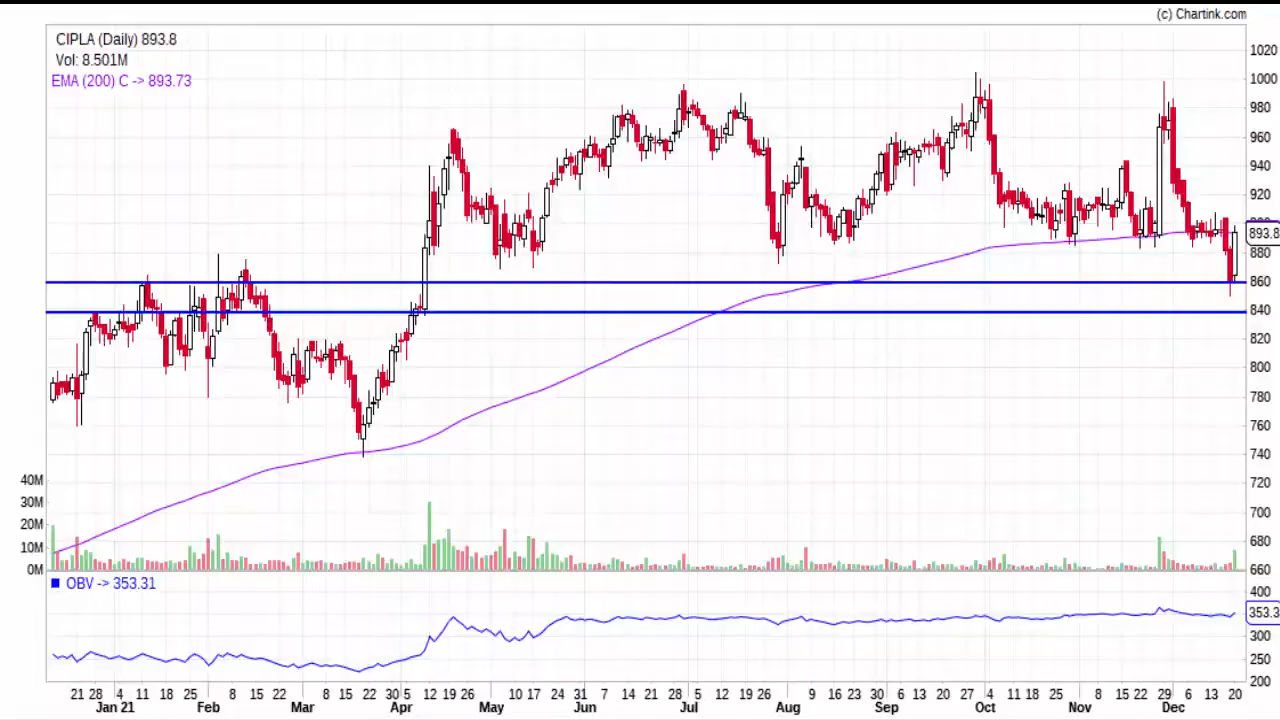 (c) Chartink.com
CIPLA (Daily) 893.8
Vol: 8.501M
EMA (200) C -> 893.73
1020
1000
980
960
940
920
900
893.8
880
860
840
820
800
780
760
740
720
700
680
660
40M
30M
20M
10M
0M
OBV -> 353.31
400
353.3
300
250
200
21 28 4 11 18 25 8 15 22 8 15 22 30 5 12 19 26 10 17 24 31 7 14 21 28 5 12 19 26 9 16 23 30 6 13 20 27 4 11 18 25 8 15 22 29 6 13 20
Jan 21 Feb Mar Apr May Jun Jul Aug Sep Oct Nov Dec